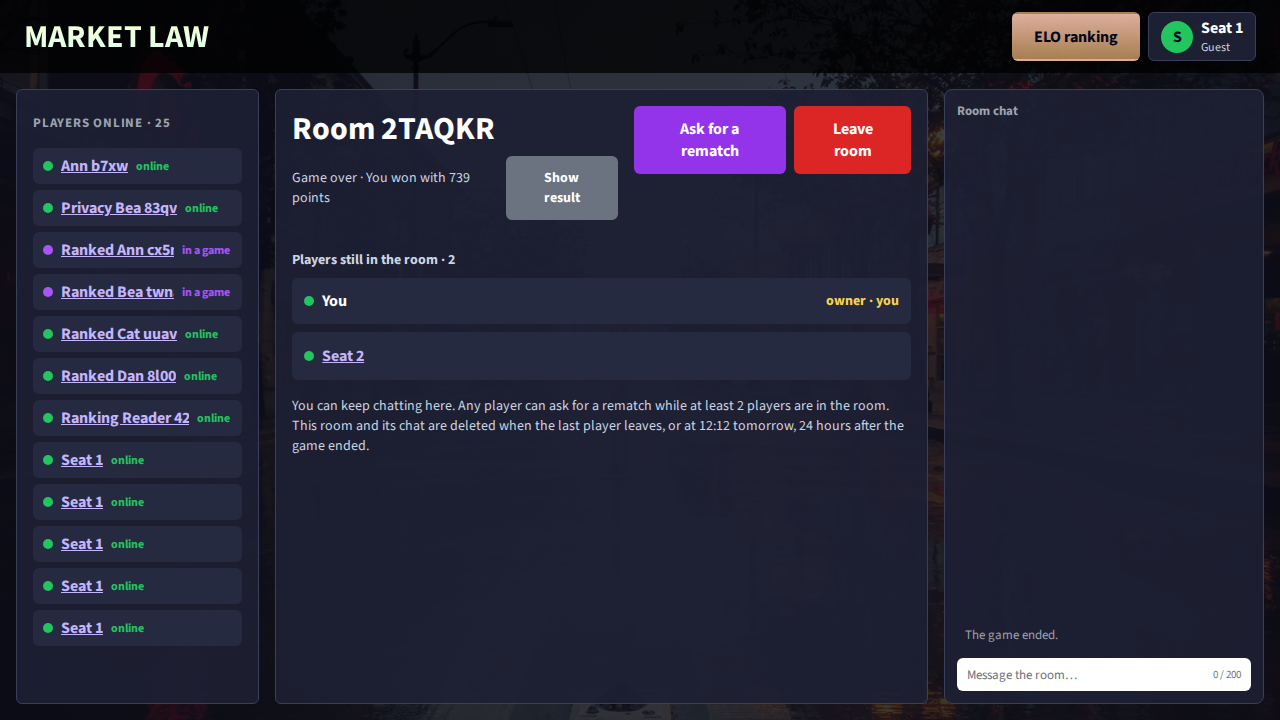 MARKET LAW
ELO ranking
S
Seat 1
Guest
PLAYERS ONLINE · 25
Ann b7xw online
Privacy Bea 83qv online
Ranked Ann cx5 in a game
Ranked Bea twn in a game
Ranked Cat uuav online
Ranked Dan 8l00 online
Ranking Reader 42 online
Seat 1 online
Seat 1 online
Seat 1 online
Seat 1 online
Seat 1 online
Room 2TAQKR
Game over · You won with 739
points
Show
result
Ask for a
rematch
Leave
room
Players still in the room · 2
You owner · you
Seat 2
You can keep chatting here. Any player can ask for a rematch while at least 2 players are in the room.
This room and its chat are deleted when the last player leaves, or at 12:12 tomorrow, 24 hours after the
game ended.
Room chat
The game ended.
Message the room… 0 / 200